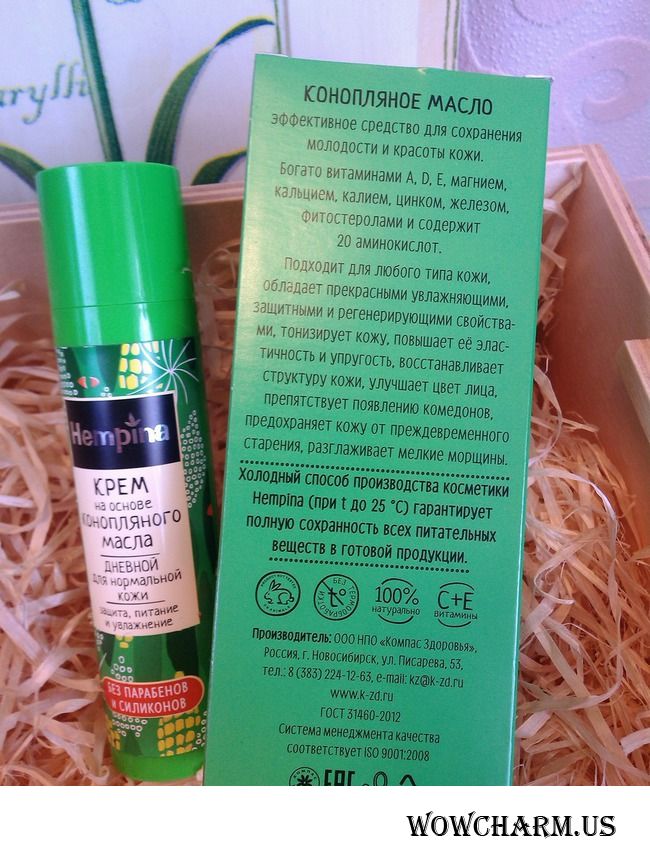 aryllis
КОНОПЛЯНОЕ МАСЛО
эффективное средство для сохранения
молодости и красоты кожи.
Богато витаминами A, D, E, магнием,
кальцием, калием, цинком, железом,
фитостеролами и содержит
20 аминокислот.
Подходит для любого типа кожи,
обладает прекрасными увлажняющими,
защитными и регенерирующими свойства-
ми, тонизирует кожу, повышает её элас-
тичность и упругость, восстанавливает
структуру кожи, улучшает цвет лица,
препятствует появлению комедонов,
предохраняет кожу от преждевременного
старения, разглаживает мелкие морщины.
Холодный способ производства косметики
Hempina (при t до 25 °C) гарантирует
полную сохранность всех питательных
веществ в готовой продукции.
БЕЗ ТЕРМООБРАБОТКИ
t°
100%
натурально
C+E
витамины
Производитель: ООО НПО «Компас Здоровья»,
Россия, г. Новосибирск, ул. Писарева, 53,
тел.: 8 (383) 224-12-63, e-mail: kz@k-zd.ru
www.k-zd.ru
ГОСТ 31460-2012
Система менеджмента качества
соответствует ISO 9001:2008
EAC
Hempina
КРЕМ
на основе
конопляного
масла
ДНЕВНОЙ
для нормальной
кожи
защита, питание
и увлажнение
БЕЗ ПАРАБЕНОВ
И СИЛИКОНОВ
WOWCHARM.US